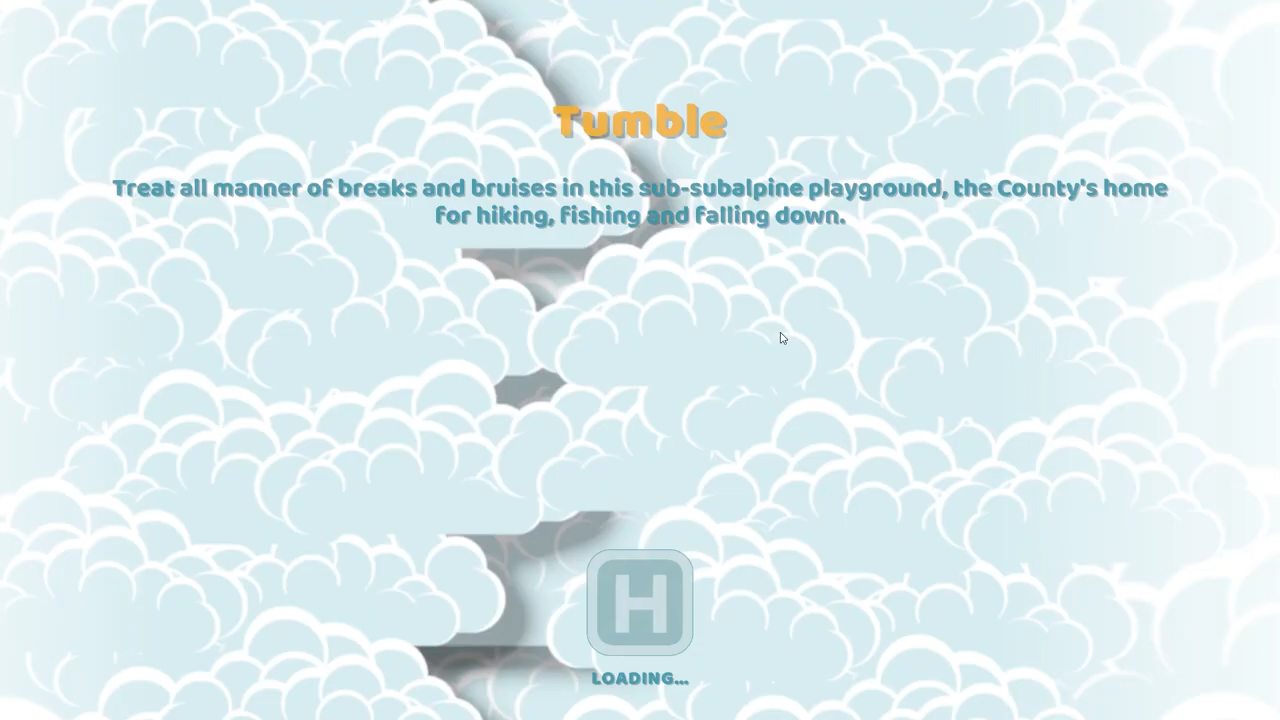 Tumble
Treat all manner of breaks and bruises in this sub-subalpine playground, the County's home
for hiking, fishing and falling down.
H
LOADING...